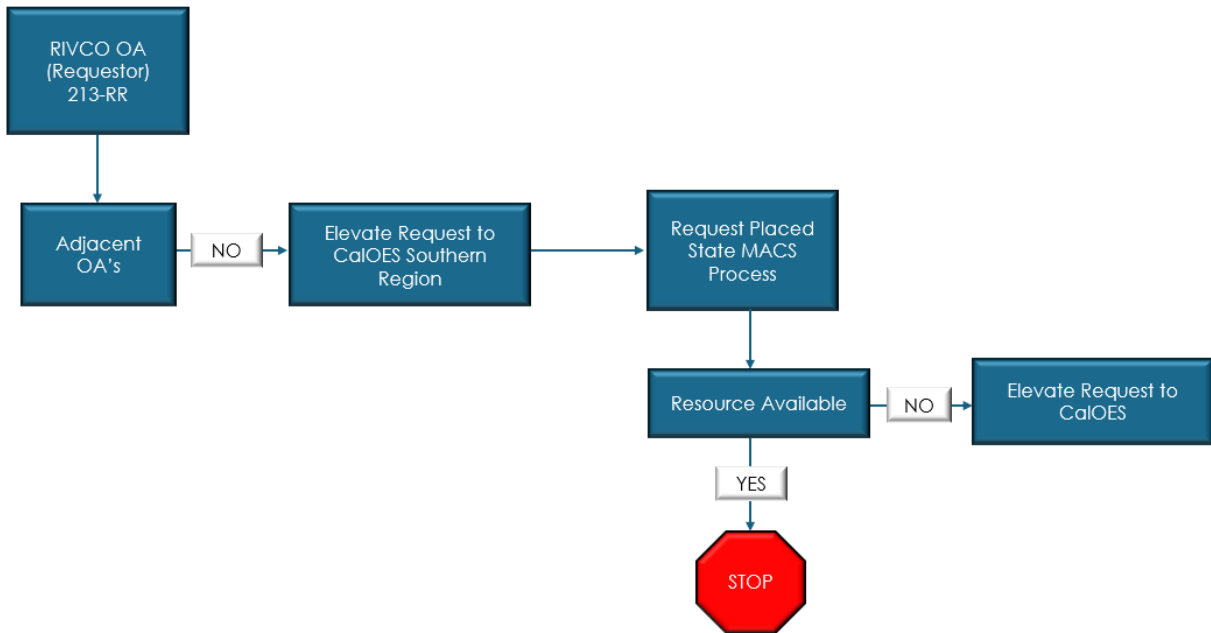 RIVCO OA
(Requestor)
213-RR
Adjacent
OA's
NO
Elevate Request to
CalOES Southern
Region
Request Placed
State MACS
Process
Resource Available
NO
Elevate Request to
CalOES
YES
STOP